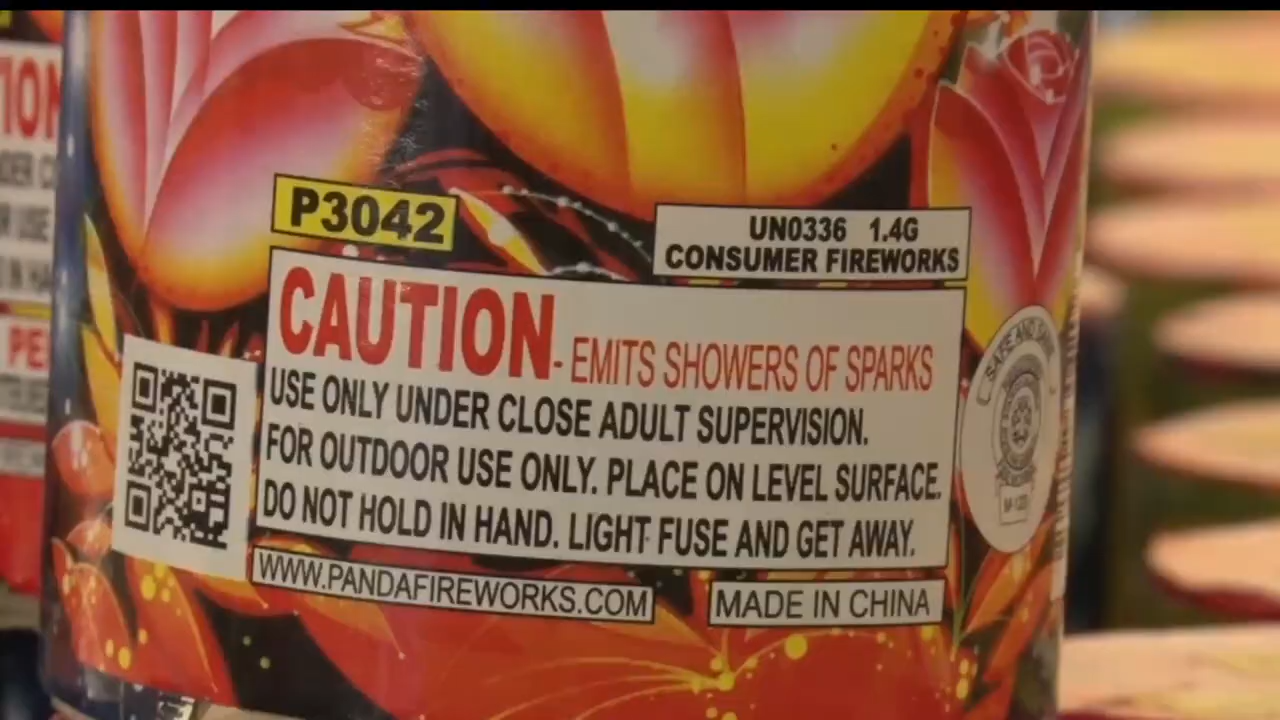 P3042
UN0336 1.4G
CONSUMER FIREWORKS
CAUTION- EMITS SHOWERS OF SPARKS
USE ONLY UNDER CLOSE ADULT SUPERVISION.
FOR OUTDOOR USE ONLY. PLACE ON LEVEL SURFACE.
DO NOT HOLD IN HAND. LIGHT FUSE AND GET AWAY.
WWW.PANDAFIREWORKS.COM
MADE IN CHINA
SAFE AND